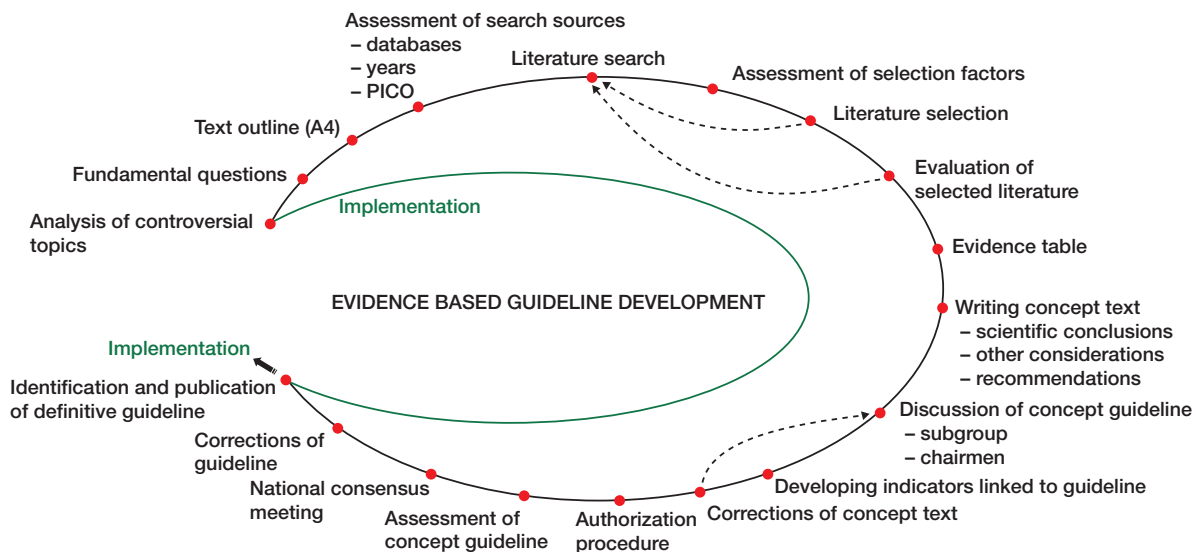 Assessment of search sources
– databases
– years
– PICO
Literature search
Assessment of selection factors
Literature selection
Text outline (A4)
Fundamental questions
Evaluation of
selected literature
Analysis of controversial
topics
Implementation
Evidence table
EVIDENCE BASED GUIDELINE DEVELOPMENT
Writing concept text
– scientific conclusions
– other considerations
– recommendations
Implementation
Identification and publication
of definitive guideline
Discussion of concept guideline
– subgroup
– chairmen
Corrections of
guideline
National consensus
meeting
Assessment of
concept guideline
Authorization
procedure
Developing indicators linked to guideline
Corrections of concept text